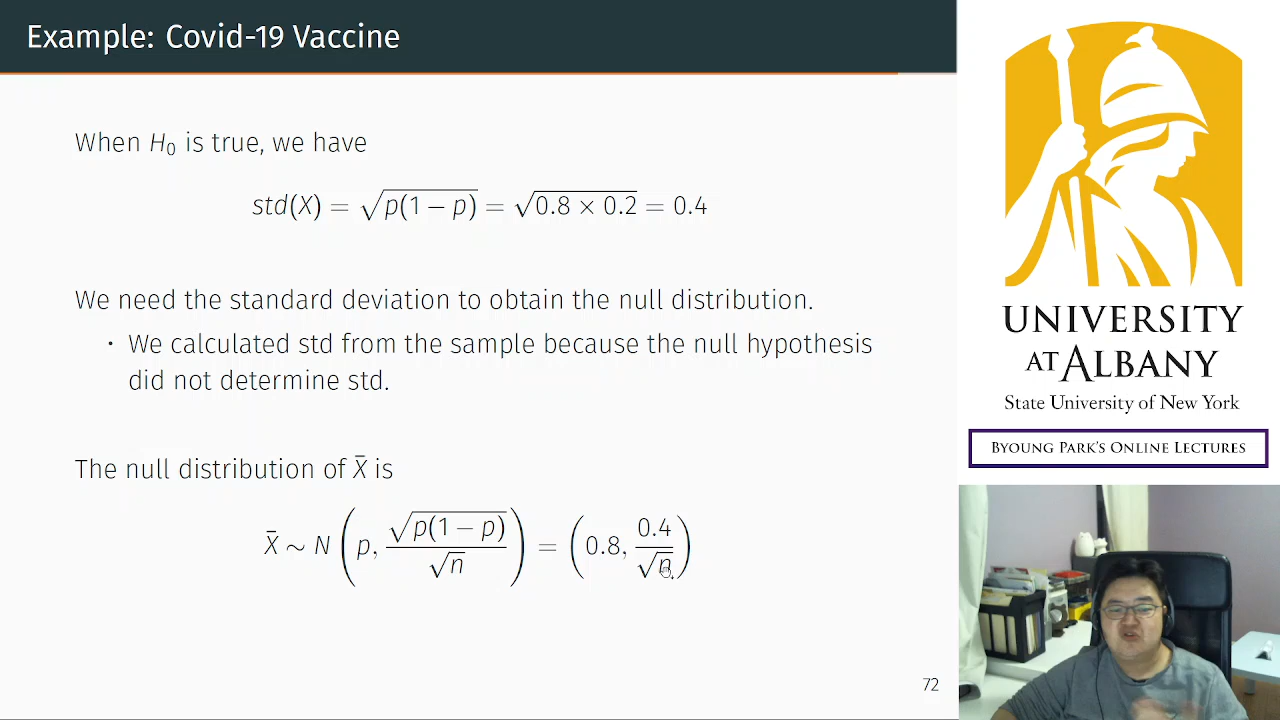 Example: Covid-19 Vaccine
When H₀ is true, we have
std(X) = √p(1 − p) = √0.8 × 0.2 = 0.4
We need the standard deviation to obtain the null distribution.
· We calculated std from the sample because the null hypothesis
did not determine std.
The null distribution of X̄ is
X̄ ~ N (p, √p(1 − p) / √n) = (0.8, 0.4 / √n)
72
UNIVERSITY
AT ALBANY
State University of New York
BYOUNG PARK'S ONLINE LECTURES